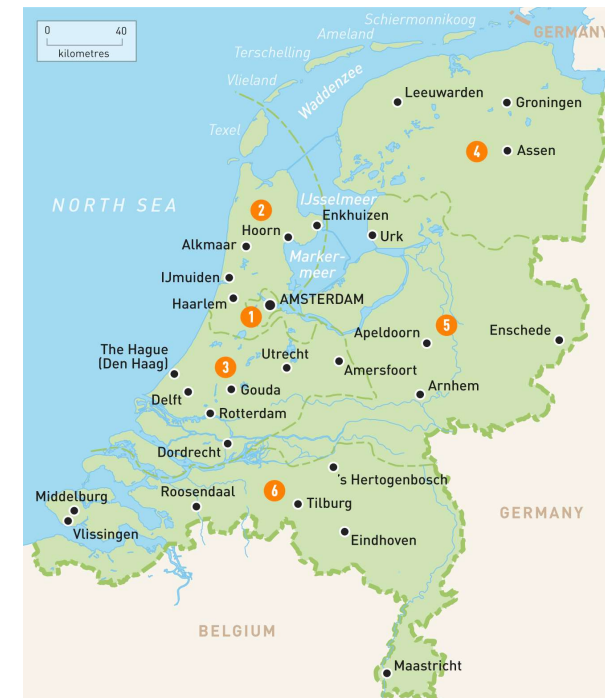 0 40
kilometres
Schiermonnikoog
Ameland
GERMANY
Terschelling
Vlieland
Waddenzee
Leeuwarden
Groningen
Texel
4
Assen
NORTH SEA
2
IJsselmeer
Enkhuizen
Hoorn
Urk
Alkmaar
Marker-
meer
IJmuiden
Haarlem
AMSTERDAM
1
5
Apeldoorn
Enschede
The Hague
(Den Haag)
3
Utrecht
Amersfoort
Delft
Gouda
Arnhem
Rotterdam
Dordrecht
's Hertogenbosch
Middelburg
Roosendaal
6
Tilburg
GERMANY
Vlissingen
Eindhoven
BELGIUM
Maastricht